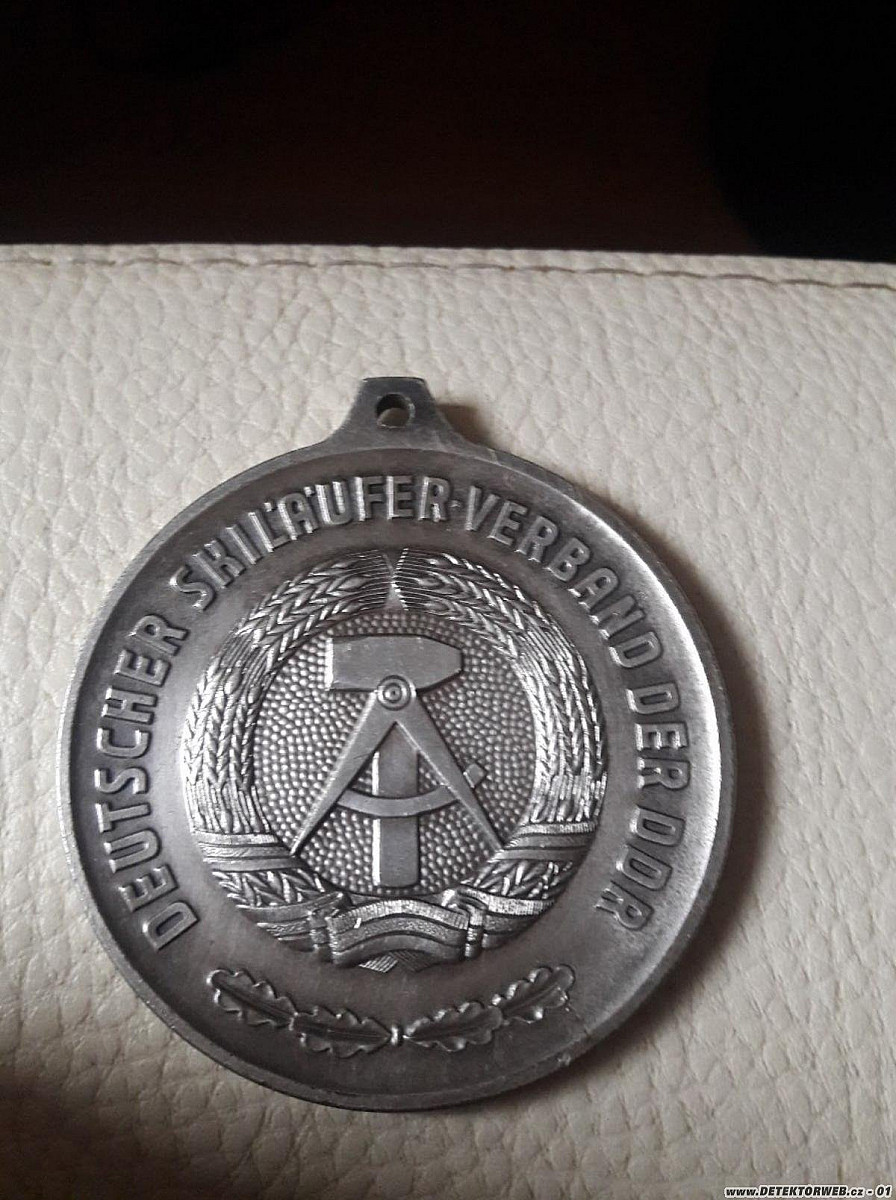 DEUTSCHER SKILÄUFER-VERBAND DER DDR
www.DETEKTORWEB.cz - 01